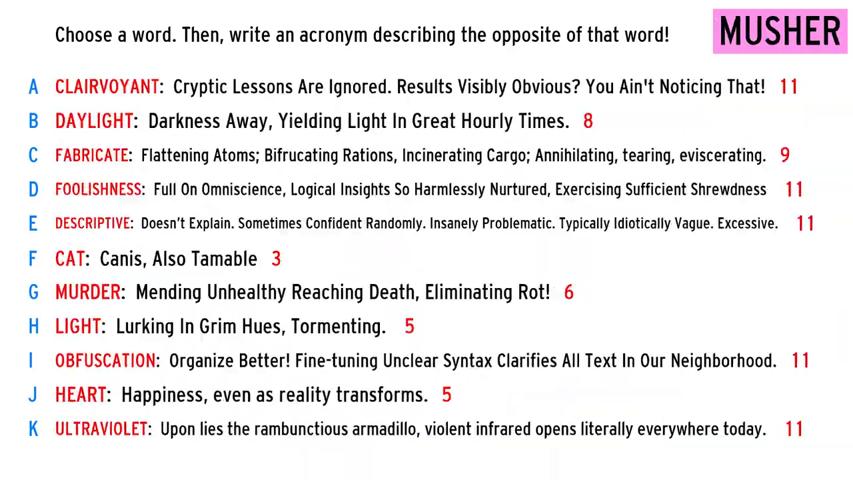 Choose a word. Then, write an acronym describing the opposite of that word!
MUSHER
A CLAIRVOYANT: Cryptic Lessons Are Ignored. Results Visibly Obvious? You Ain't Noticing That! 11
B DAYLIGHT: Darkness Away, Yielding Light In Great Hourly Times. 8
C FABRICATE: Flattening Atoms; Bifrucating Rations, Incinerating Cargo; Annihilating, tearing, eviscerating. 9
D FOOLISHNESS: Full On Omniscience, Logical Insights So Harmlessly Nurtured, Exercising Sufficient Shrewdness 11
E DESCRIPTIVE: Doesn't Explain. Sometimes Confident Randomly. Insanely Problematic. Typically Idiotically Vague. Excessive. 11
F CAT: Canis, Also Tamable 3
G MURDER: Mending Unhealthy Reaching Death, Eliminating Rot! 6
H LIGHT: Lurking In Grim Hues, Tormenting. 5
I OBFUSCATION: Organize Better! Fine-tuning Unclear Syntax Clarifies All Text In Our Neighborhood. 11
J HEART: Happiness, even as reality transforms. 5
K ULTRAVIOLET: Upon lies the rambunctious armadillo, violent infrared opens literally everywhere today. 11